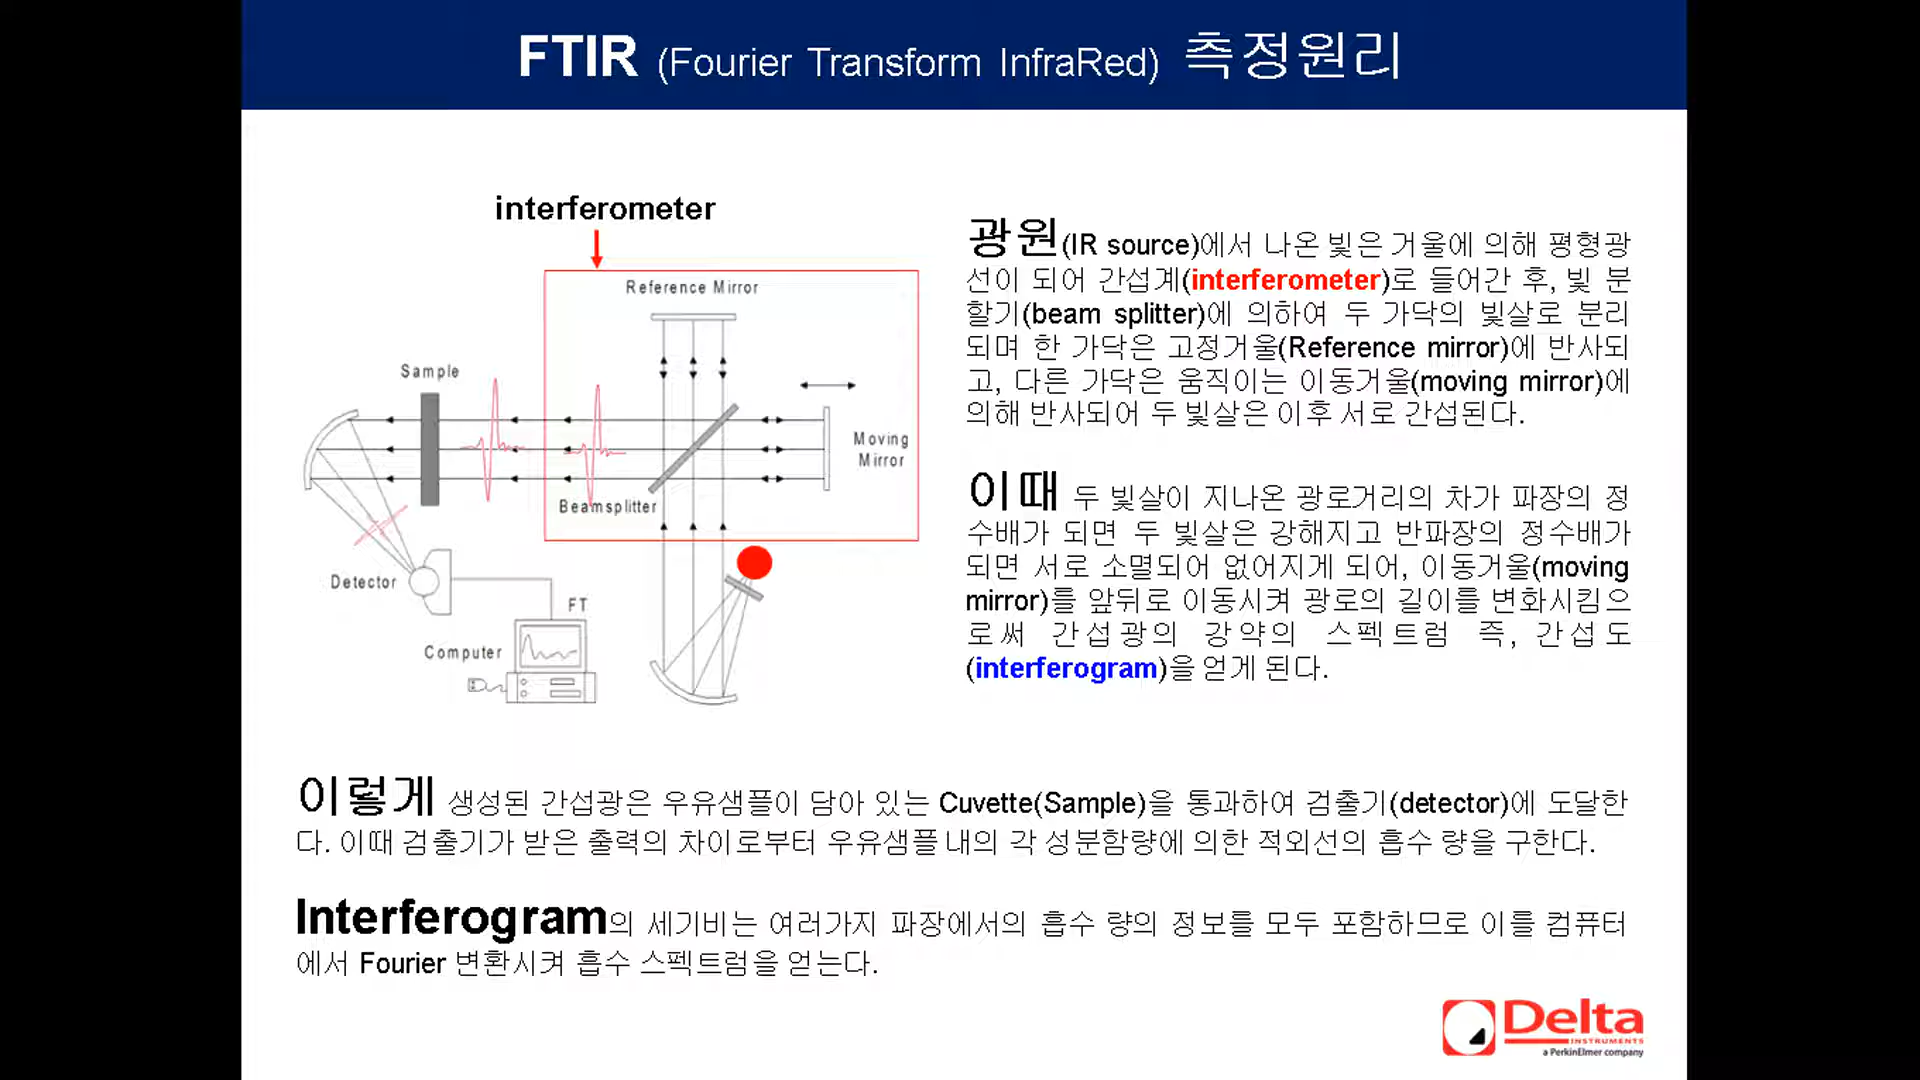 FTIR (Fourier Transform InfraRed) 측정원리
interferometer
Reference Mirror
Sample
Moving
Mirror
Beamsplitter
Detector
FT
Computer
광원(IR source)에서 나온 빛은 거울에 의해 평형광
선이 되어 간섭계(interferometer)로 들어간 후, 빛 분
할기(beam splitter)에 의하여 두 가닥의 빛살로 분리
되며 한 가닥은 고정거울(Reference mirror)에 반사되
고, 다른 가닥은 움직이는 이동거울(moving mirror)에
의해 반사되어 두 빛살은 이후 서로 간섭된다.
이때 두 빛살이 지나온 광로거리의 차가 파장의 정
수배가 되면 두 빛살은 강해지고 반파장의 정수배가
되면 서로 소멸되어 없어지게 되어, 이동거울(moving
mirror)를 앞뒤로 이동시켜 광로의 길이를 변화시킴으
로써 간섭광의 강약의 스펙트럼 즉, 간섭도
(interferogram)을 얻게 된다.
이렇게 생성된 간섭광은 우유샘플이 담아 있는 Cuvette(Sample)을 통과하여 검출기(detector)에 도달한
다. 이때 검출기가 받은 출력의 차이로부터 우유샘플 내의 각 성분함량에 의한 적외선의 흡수 량을 구한다.
Interferogram의 세기비는 여러가지 파장에서의 흡수 량의 정보를 모두 포함하므로 이를 컴퓨터
에서 Fourier 변환시켜 흡수 스펙트럼을 얻는다.
Delta
INSTRUMENTS
a PerkinElmer company